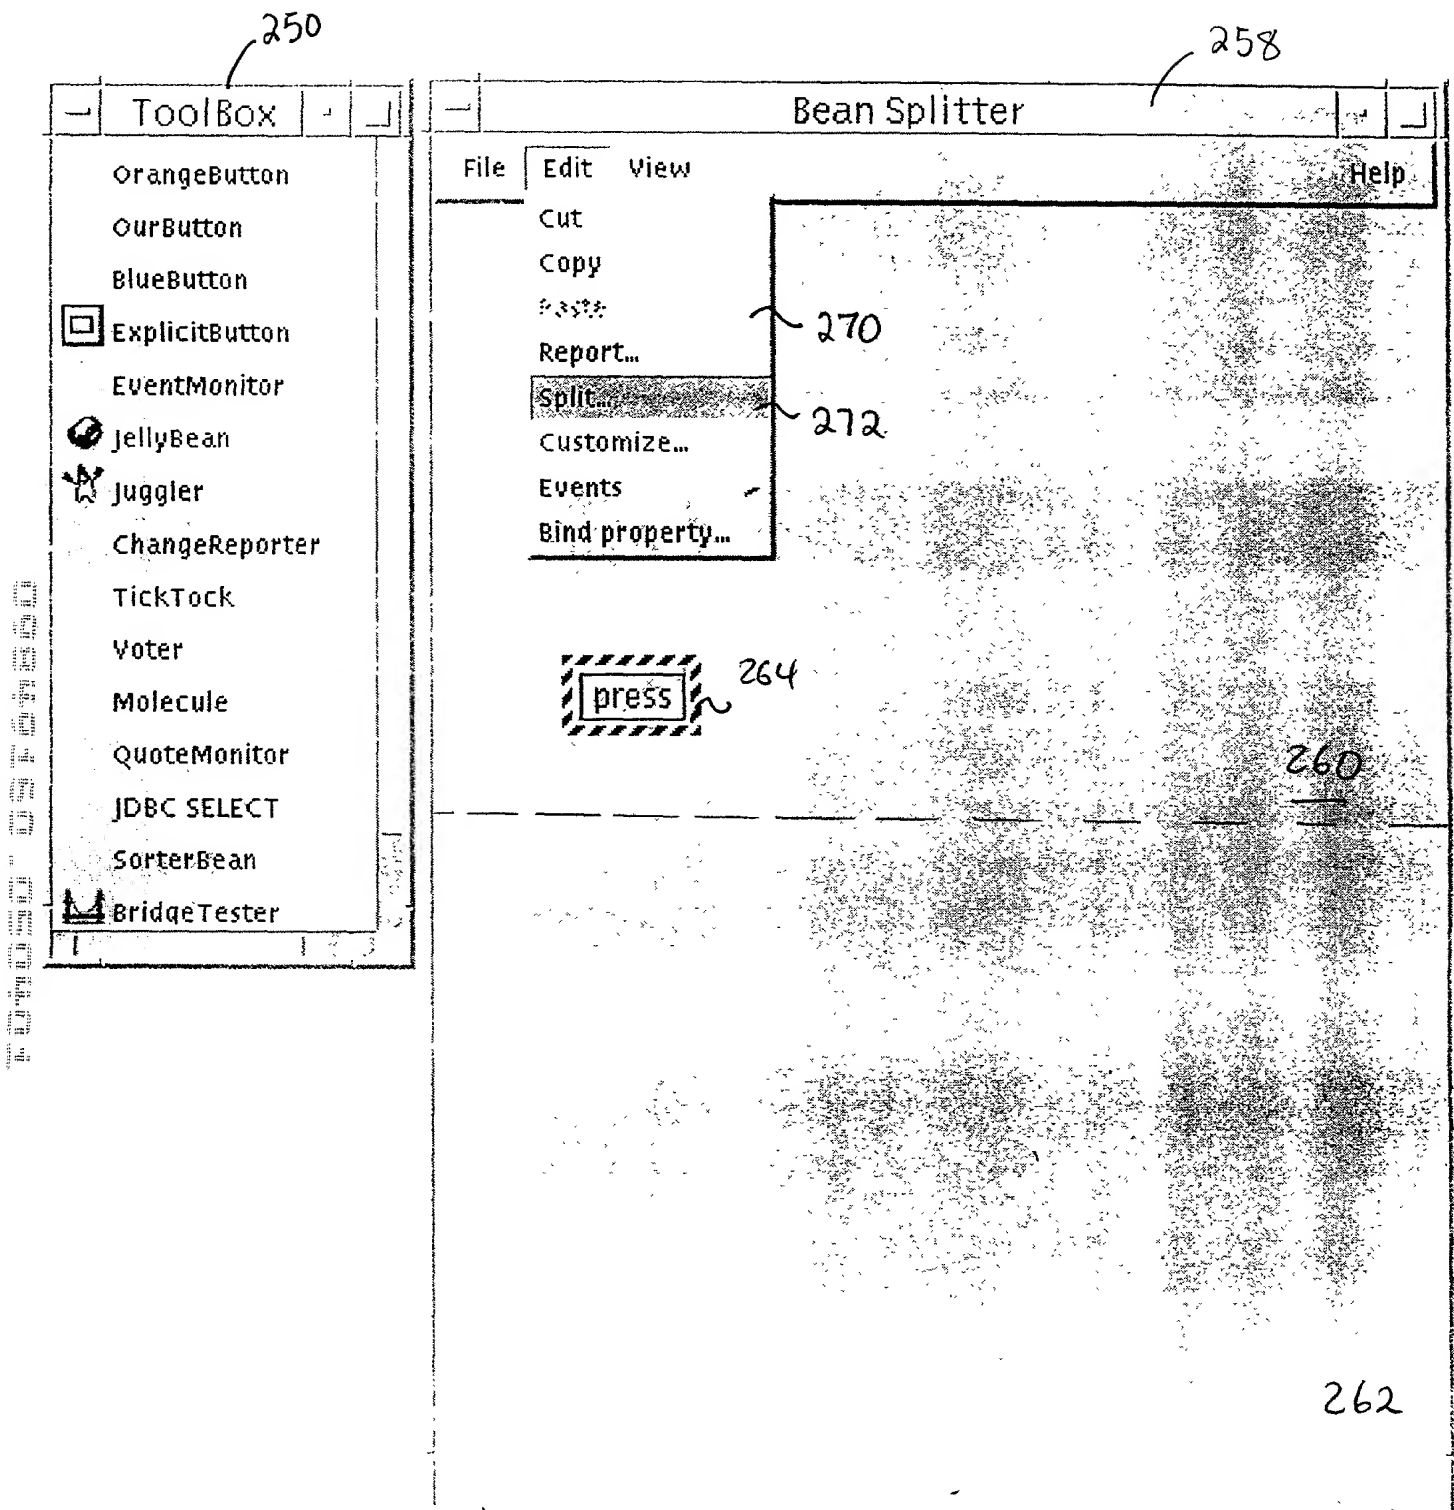 250
258
ToolBox
Bean Splitter
OrangeButton
OurButton
BlueButton
ExplicitButton
EventMonitor
JellyBean
Juggler
ChangeReporter
TickTock
Voter
Molecule
QuoteMonitor
JDBC SELECT
SorterBean
BridgeTester
File Edit View Help
Cut
Copy
Paste
270
Report...
Split...
272
Customize...
Events
Bind property...
press
264
260
262